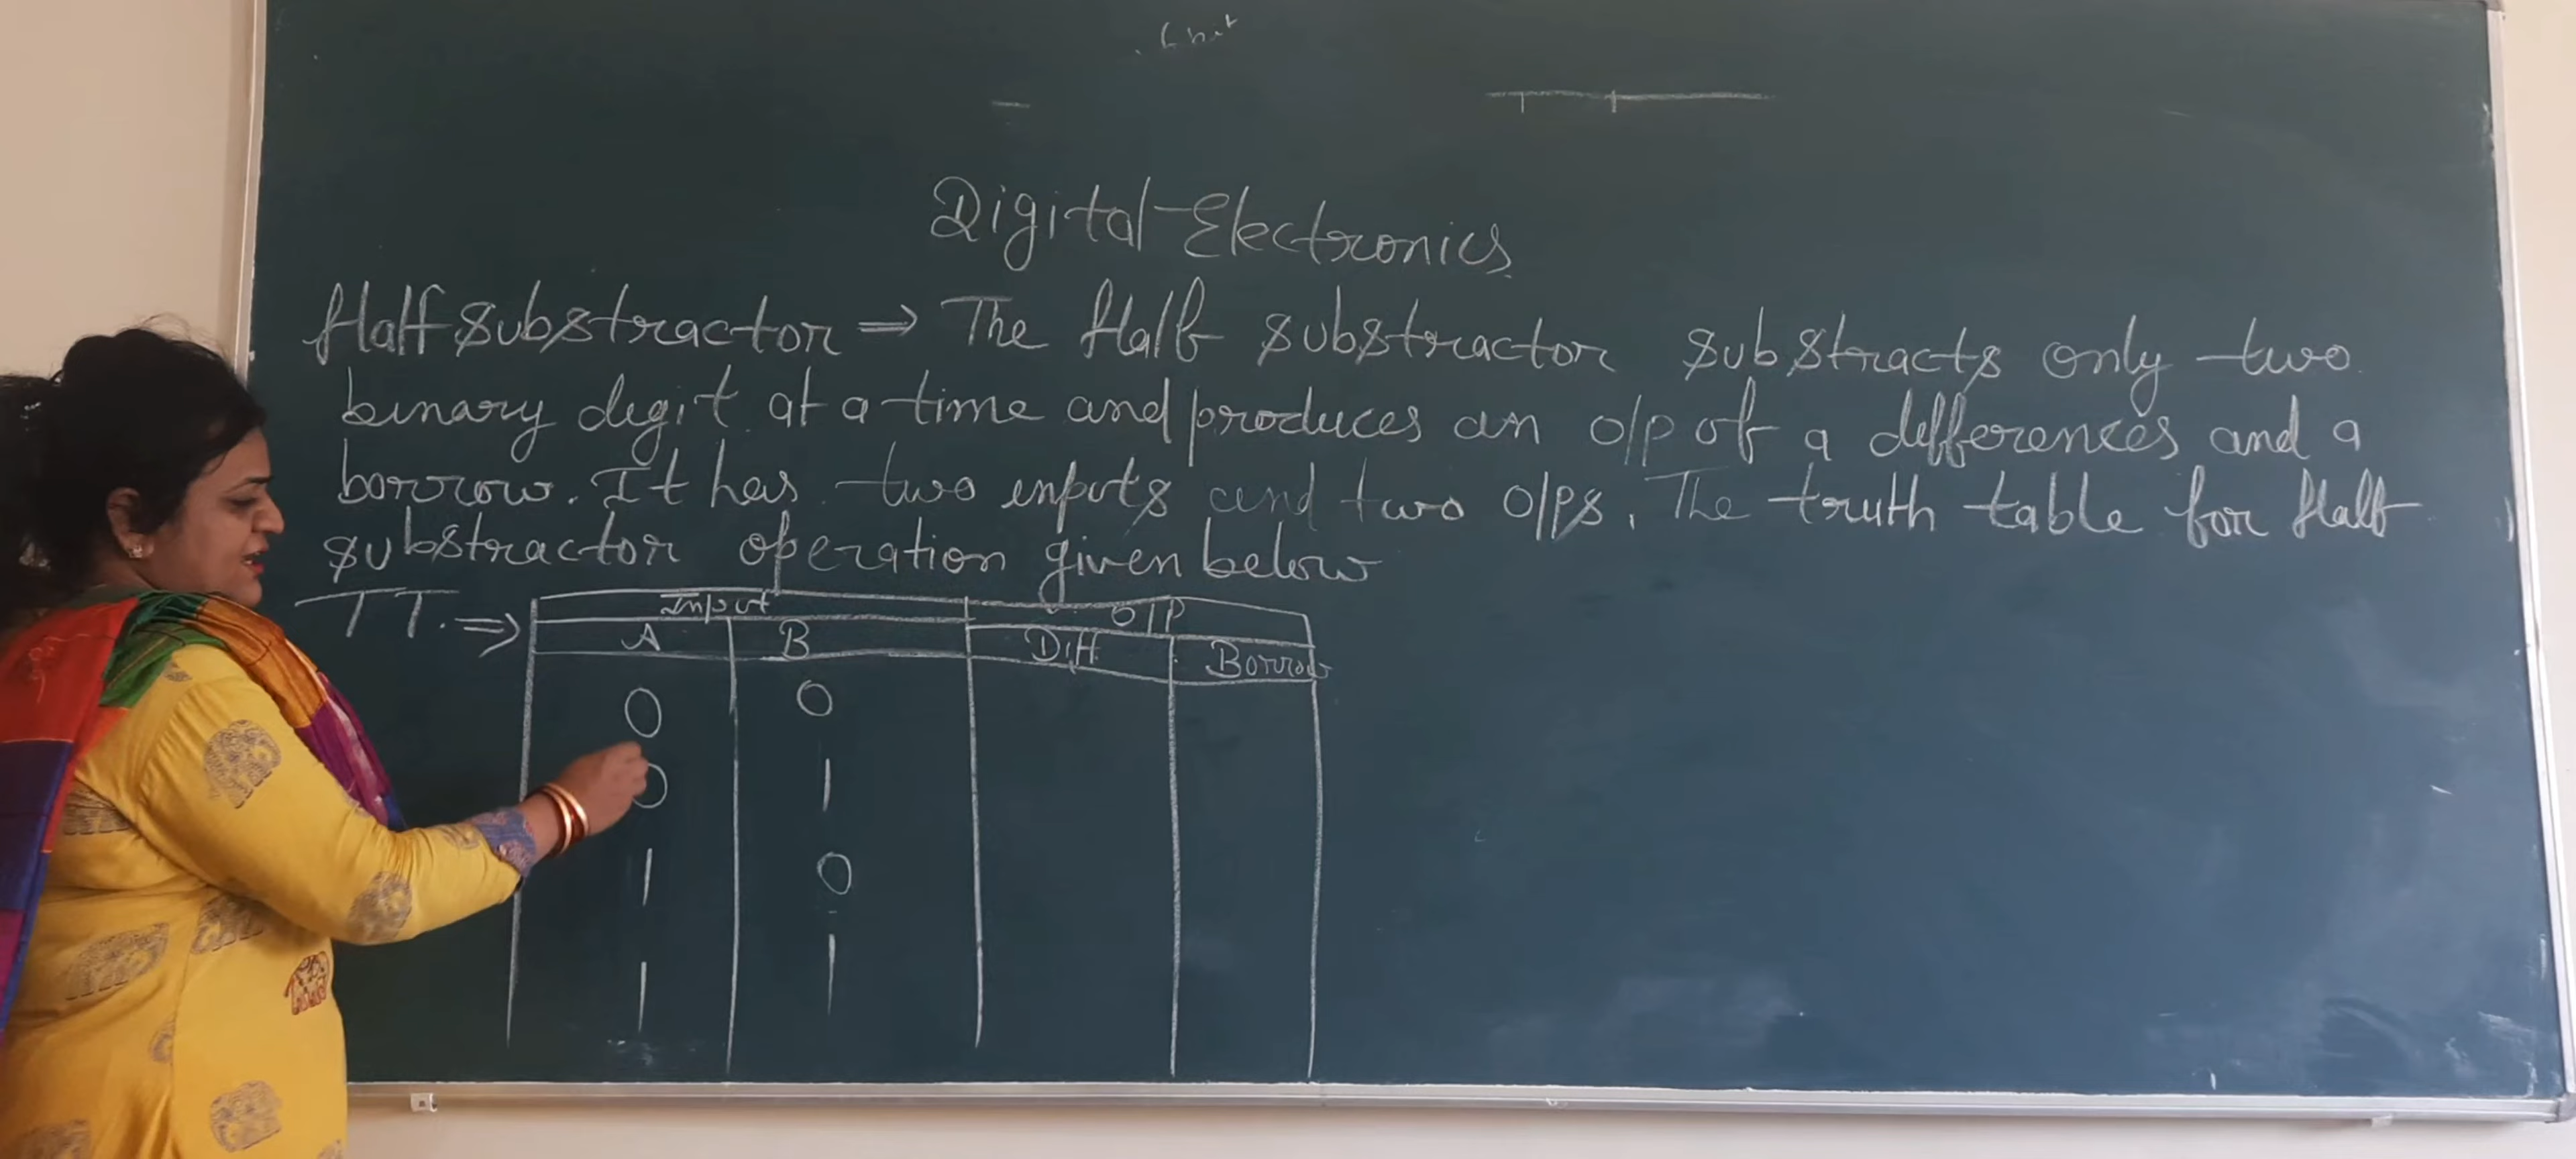 Digital Electronics
Half Substractor ⇒ The Half substractor substracts only two
binary digit at a time and produces an o/p of a differences and a
borrow. It has two inputs and two o/ps. The truth table for Half
substractor operation given below
TT. ⇒ Input O/P
A B Diff. Borrow
0 0
0 1
1 0
1 1